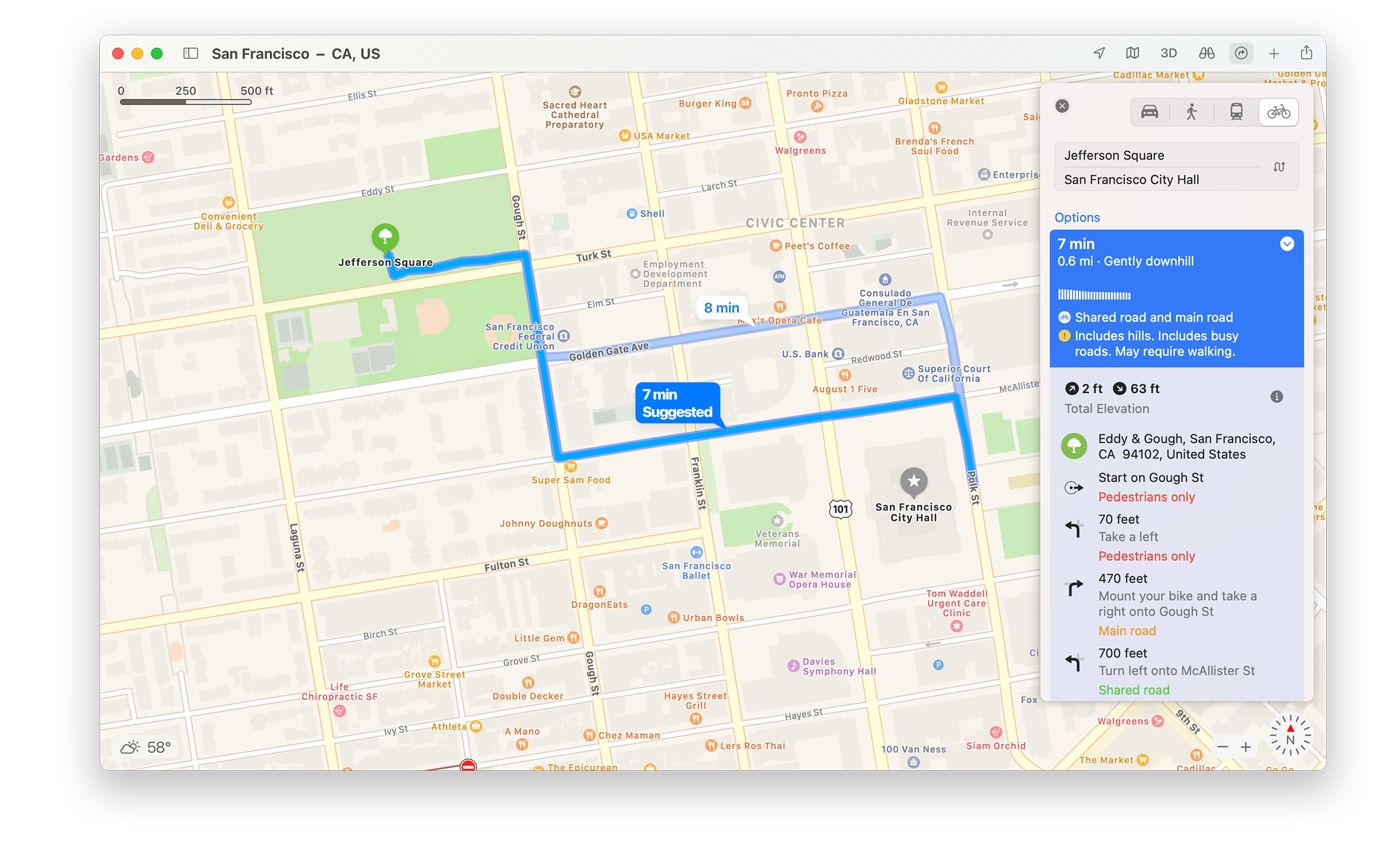 San Francisco – CA, US
3D
0 250 500 ft
Ellis St
Sacred Heart
Cathedral
Preparatory
Burger King
Pronto Pizza
Cadillac Market
Gladstone Market
USA Market
Walgreens
Brenda's French
Soul Food
Gardens
Eddy St
Larch St
Enterpris
Convenient
Deli & Grocery
Gough St
Shell
CIVIC CENTER
Internal
Revenue Service
Jefferson Square
Turk St
Peet's Coffee
Employment
Development
Department
ATM
Elm St
Consulado
General De
Guatemala En San
Francisco, CA
8 min
x's Opera Cafe
San Francisco
Federal
Credit Union
Golden Gate Ave
U.S. Bank
Redwood St
Superior Court
Of California
August 1 Five
McAllister
7 min
Suggested
Super Sam Food
Franklin St
Polk St
San Francisco
City Hall
101
Johnny Doughnuts
Veterans
Memorial
Laguna St
Fulton St
San Francisco
Ballet
War Memorial
Opera House
DragonEats
P
Urban Bowls
Tom Waddell
Urgent Care
Clinic
Birch St
Little Gem
Grove St
Gough St
Davies
Symphony Hall
P
Grove Street
Market
Life
Chiropractic SF
Double Decker
Hayes Street
Grill
Hayes St
Fox
Ivy St
Athleta
A Mano
Chez Maman
Lers Ros Thai
100 Van Ness
Siam Orchid
Walgreens
9th St
The Market
Cadillac
The Epicurean
58°
N
Jefferson Square
San Francisco City Hall
Options
7 min
0.6 mi · Gently downhill
Shared road and main road
Includes hills. Includes busy
roads. May require walking.
2 ft 63 ft
Total Elevation
Eddy & Gough, San Francisco,
CA 94102, United States
Start on Gough St
Pedestrians only
70 feet
Take a left
Pedestrians only
470 feet
Mount your bike and take a
right onto Gough St
Main road
700 feet
Turn left onto McAllister St
Shared road